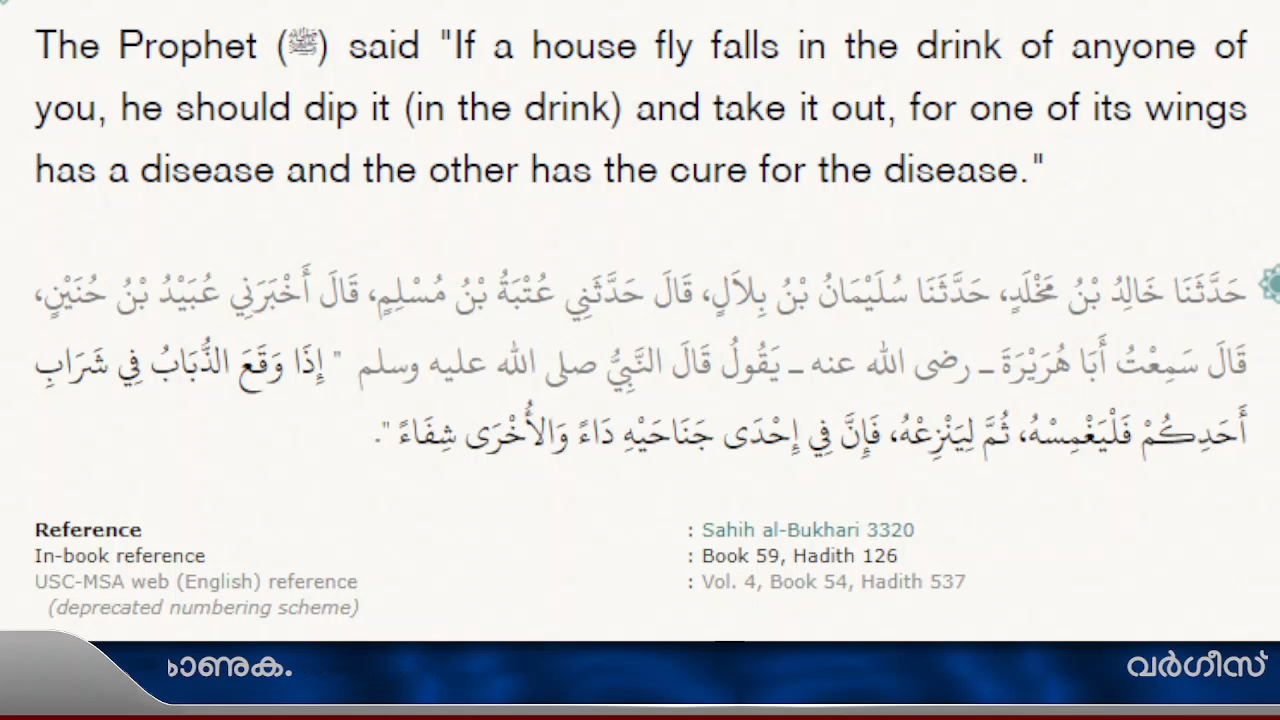 The Prophet (ﷺ) said "If a house fly falls in the drink of anyone of
you, he should dip it (in the drink) and take it out, for one of its wings
has a disease and the other has the cure for the disease."
حَدَّثَنَا خَالِدُ بْنُ مَخْلَدٍ، حَدَّثَنَا سُلَيْمَانُ بْنُ بِلاَلٍ، قَالَ حَدَّثَنِي عُتْبَةُ بْنُ مُسْلِمٍ، قَالَ أَخْبَرَنِي عُبَيْدُ بْنُ حُنَيْنٍ،
قَالَ سَمِعْتُ أَبَا هُرَيْرَةَ ـ رضى الله عنه ـ يَقُولُ قَالَ النَّبِيُّ صلى الله عليه وسلم " إِذَا وَقَعَ الذُّبَابُ فِي شَرَابِ
أَحَدِكُمْ فَلْيَغْمِسْهُ، ثُمَّ لِيَنْزِعْهُ، فَإِنَّ فِي إِحْدَى جَنَاحَيْهِ دَاءً وَالأُخْرَى شِفَاءً ".
Reference : Sahih al-Bukhari 3320
In-book reference : Book 59, Hadith 126
USC-MSA web (English) reference : Vol. 4, Book 54, Hadith 537
(deprecated numbering scheme)
കാണുക. വർഗീസ്